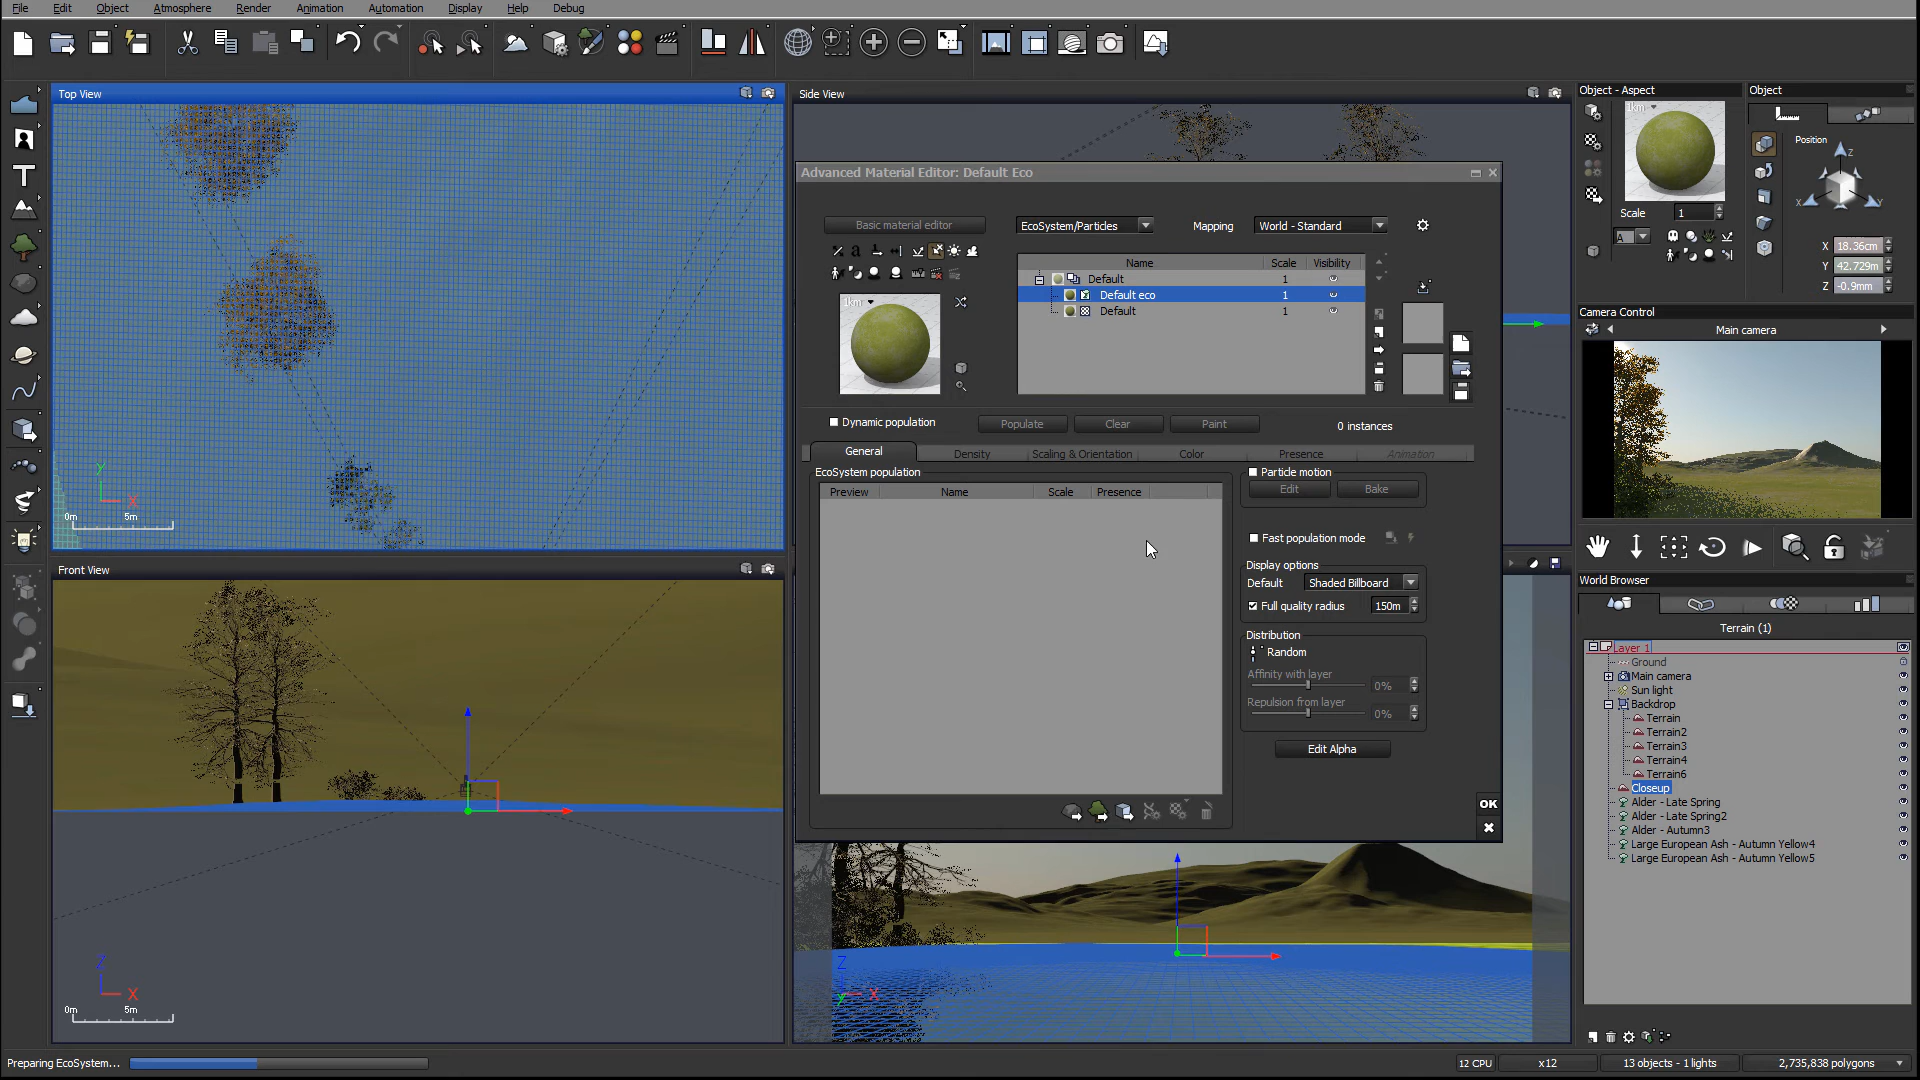 File Edit Object Atmosphere Render Animation Automation Display Help Debug
Top View
0m 5m
Y X
Side View
Front View
0m 5m
Z X
Advanced Material Editor: Default Eco
Basic material editor
EcoSystem/Particles
Mapping
World - Standard
Name Scale Visibility
Default 1
Default eco 1
Default 1
1km
Dynamic population
Populate
Clear
Paint
0 instances
General
Density
Scaling & Orientation
Color
Presence
Animation
EcoSystem population
Preview Name Scale Presence
Particle motion
Edit
Bake
Fast population mode
Display options
Default Shaded Billboard
Full quality radius 150m
Distribution
Random
Affinity with layer
0%
Repulsion from layer
0%
Edit Alpha
OK
Z
Y X
Object - Aspect
1km
Scale 1
A
Object
Position
Z
X Y
X 18.36cm
Y 42.729m
Z -0.9mm
Camera Control
Main camera
World Browser
Terrain (1)
Layer 1
Ground
Main camera
Sun light
Backdrop
Terrain
Terrain2
Terrain3
Terrain4
Terrain6
Closeup
Alder - Late Spring
Alder - Late Spring2
Alder - Autumn3
Large European Ash - Autumn Yellow4
Large European Ash - Autumn Yellow5
Preparing EcoSystem...
12 CPU
x12
13 objects - 1 lights
2,735,838 polygons